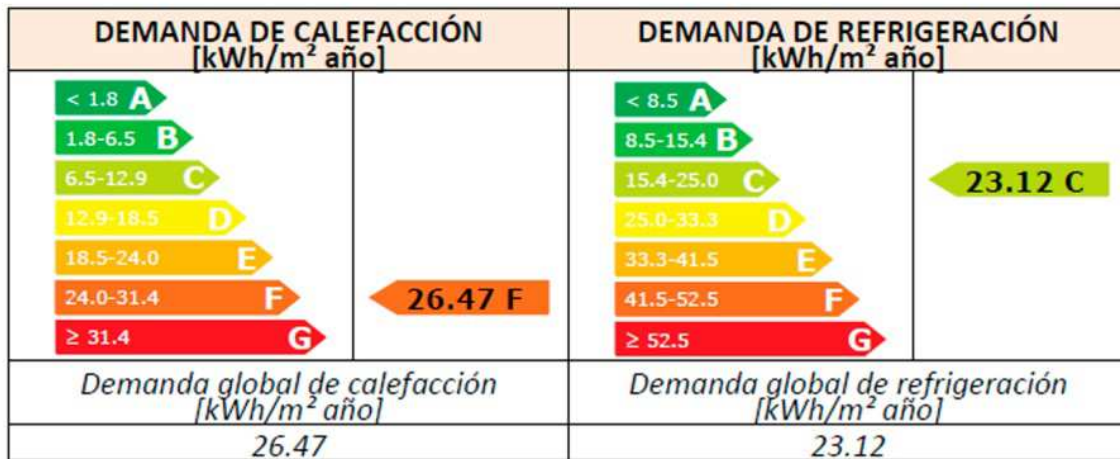 DEMANDA DE CALEFACCIÓN
[kWh/m² año]
< 1.8 A
1.8-6.5 B
6.5-12.9 C
12.9-18.5 D
18.5-24.0 E
24.0-31.4 F
≥ 31.4 G
26.47 F
Demanda global de calefacción
[kWh/m² año]
26.47
DEMANDA DE REFRIGERACIÓN
[kWh/m² año]
< 8.5 A
8.5-15.4 B
15.4-25.0 C
25.0-33.3 D
33.3-41.5 E
41.5-52.5 F
≥ 52.5 G
23.12 C
Demanda global de refrigeración
[kWh/m² año]
23.12